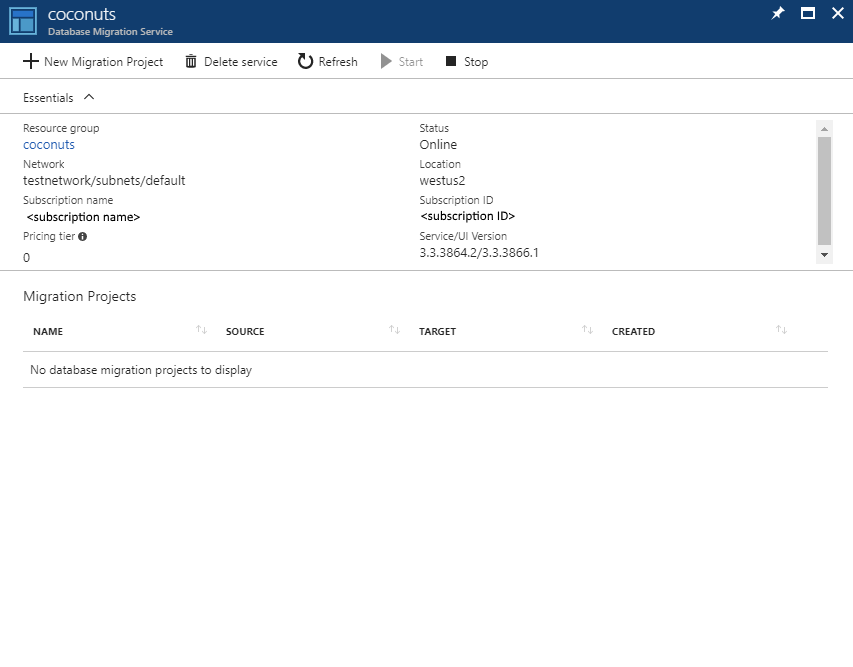 coconuts
Database Migration Service
New Migration Project Delete service Refresh Start Stop
Essentials
Resource group Status
coconuts Online
Network Location
testnetwork/subnets/default westus2
Subscription name Subscription ID
<subscription name> <subscription ID>
Pricing tier Service/UI Version
0 3.3.3864.2/3.3.3866.1
Migration Projects
NAME SOURCE TARGET CREATED
No database migration projects to display